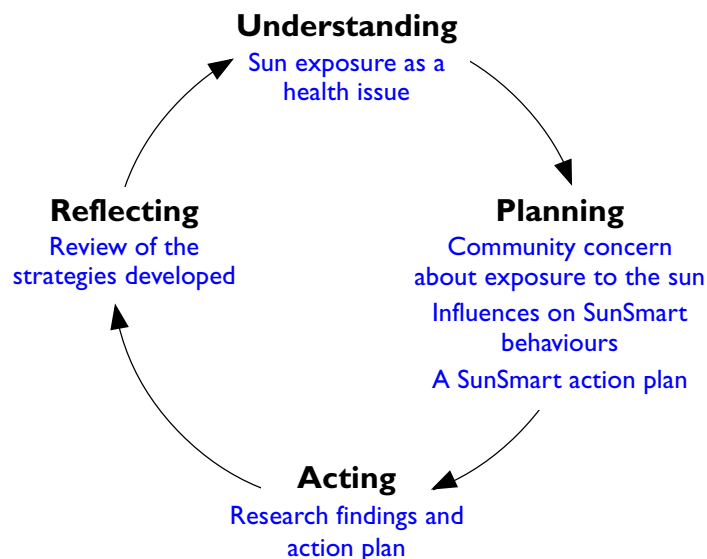 Understanding
Sun exposure as a
health issue
Planning
Community concern
about exposure to the sun
Influences on SunSmart
behaviours
A SunSmart action plan
Acting
Research findings and
action plan
Reflecting
Review of the
strategies developed